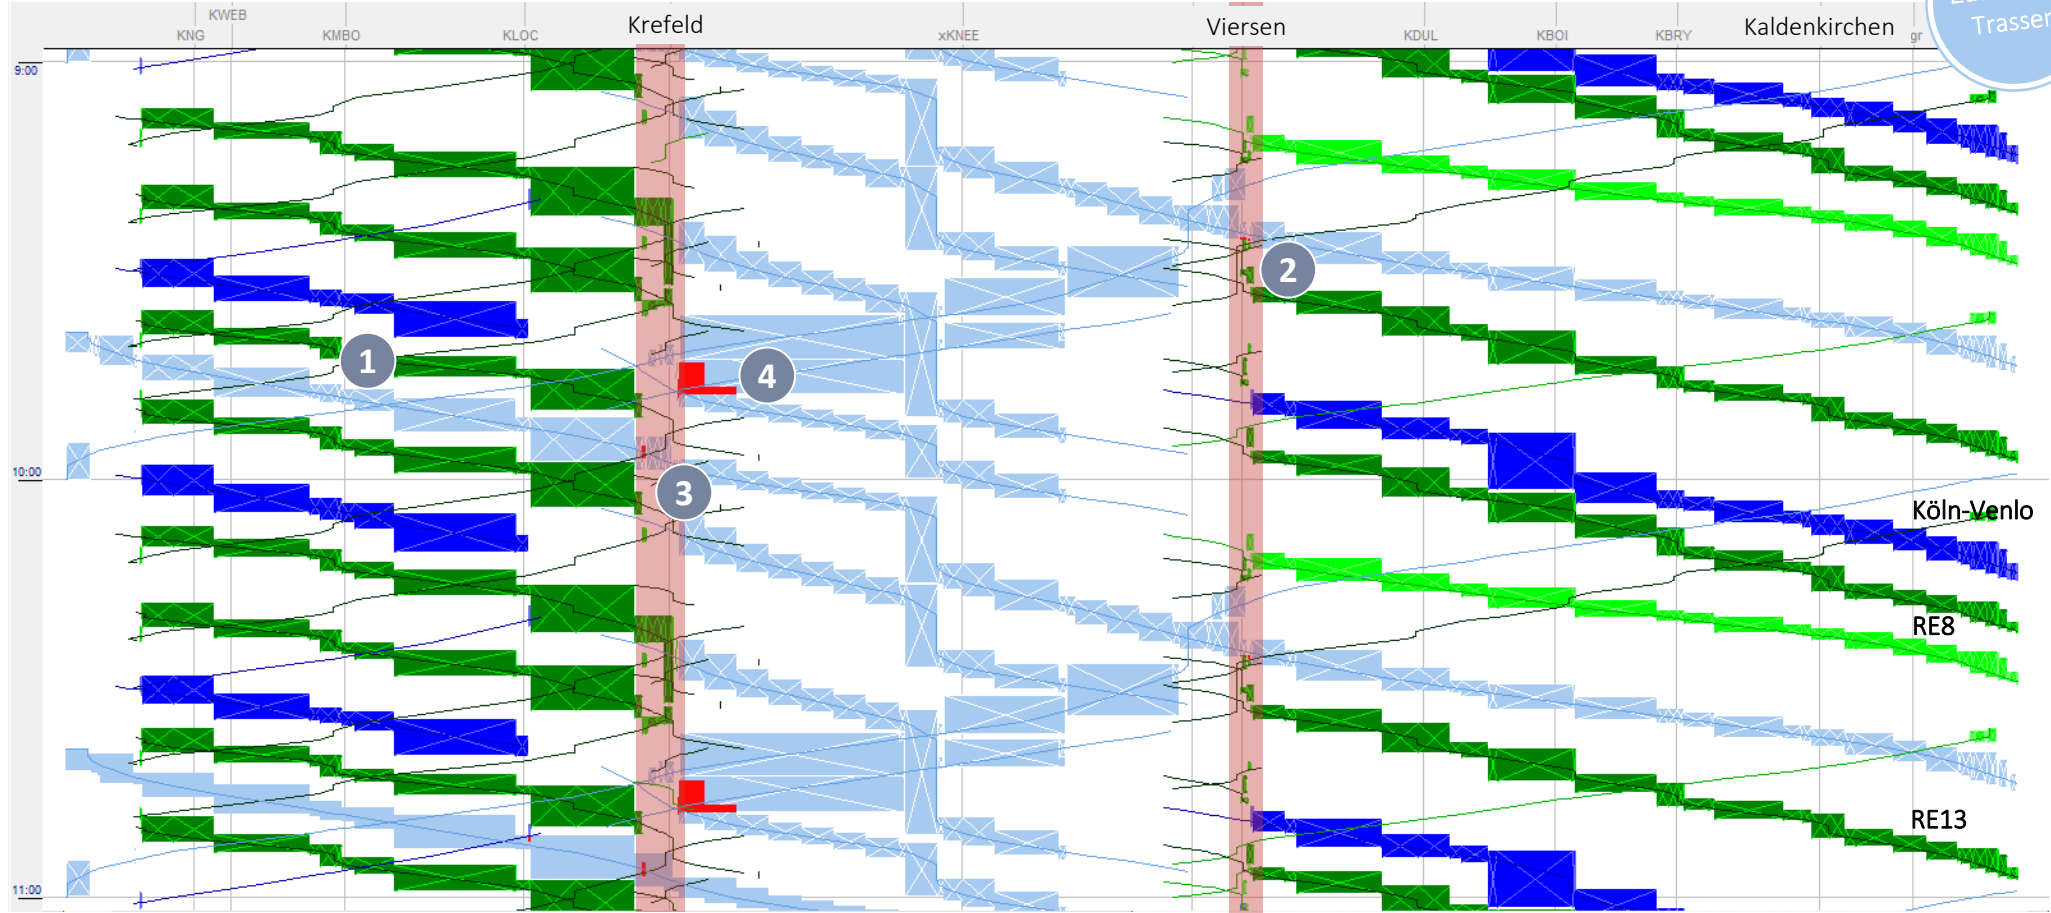 KWEB
Krefeld
Viersen
Kaldenkirchen
KNG
KMBO
KLOC
xKNEE
KDUL
KBOI
KBRY
gr
Trassen
9:00
2
1
4
10:00
3
Köln-Venlo
RE8
RE13
11:00